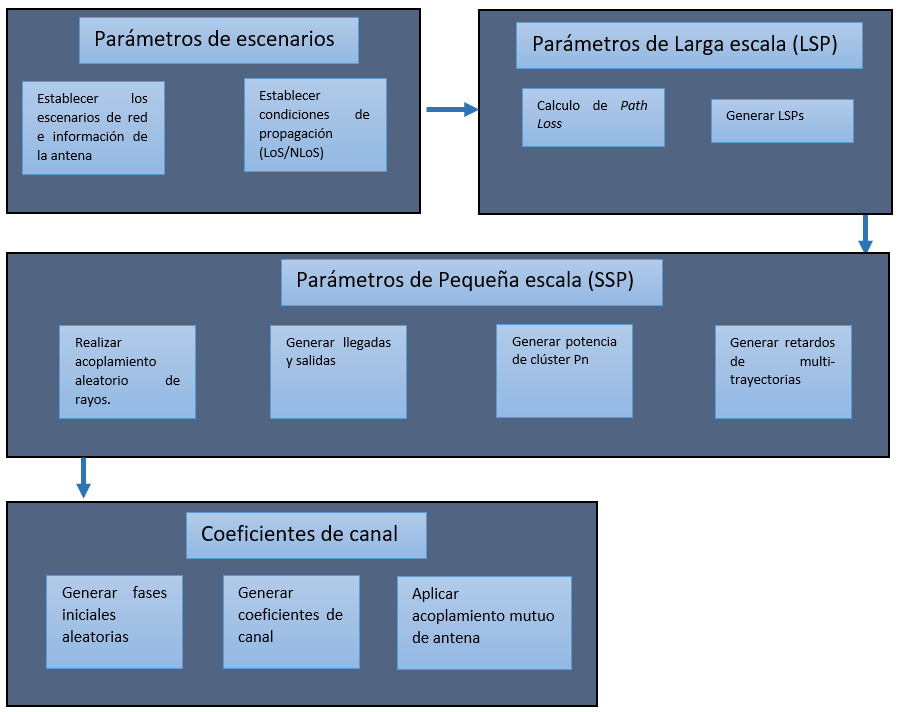 Parámetros de escenarios
Establecer los
escenarios de red
e información de
la antena
Establecer
condiciones de
propagación
(LoS/NLoS)
Parámetros de Larga escala (LSP)
Calculo de Path
Loss
Generar LSPs
Parámetros de Pequeña escala (SSP)
Realizar
acoplamiento
aleatorio de
rayos.
Generar llegadas
y salidas
Generar potencia
de clúster Pn
Generar retardos
de multi-
trayectorias
Coeficientes de canal
Generar fases
iniciales
aleatorias
Generar
coeficientes de
canal
Aplicar
acoplamiento mutuo
de antena